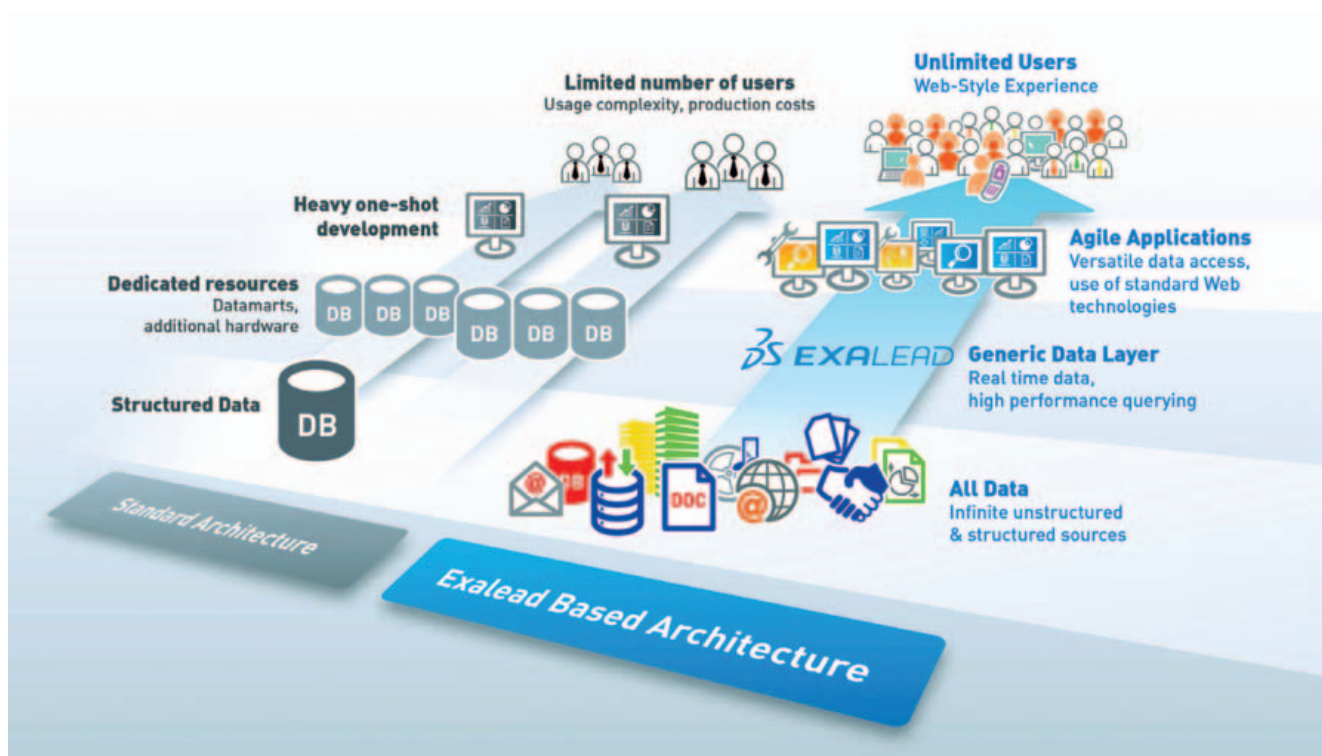 Unlimited Users
Web-Style Experience
Limited number of users
Usage complexity, production costs
Heavy one-shot
development
Agile Applications
Versatile data access,
use of standard Web
technologies
Dedicated resources
Datamarts,
additional hardware
DB
DB
DB
DB
DB
DB
3DS EXALEAD
Generic Data Layer
Real time data,
high performance querying
Structured Data
DB
@
DB
DOC
@
All Data
Infinite unstructured
& structured sources
Standard Architecture
Exalead Based Architecture